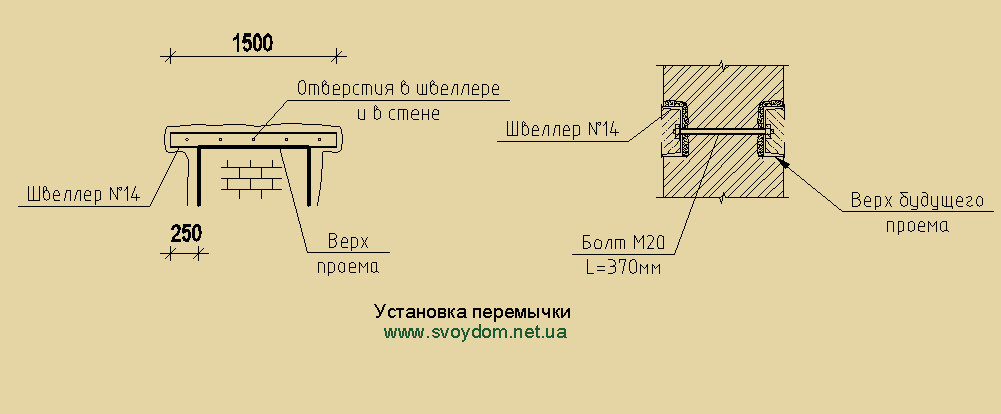 1500
Отверстия в швеллере
и в стене
Швеллер №14
250
Верх
проема
Швеллер №14
Верх будущего
проема
Болт М20
L=370мм
Установка перемычки
www.svoydom.net.ua